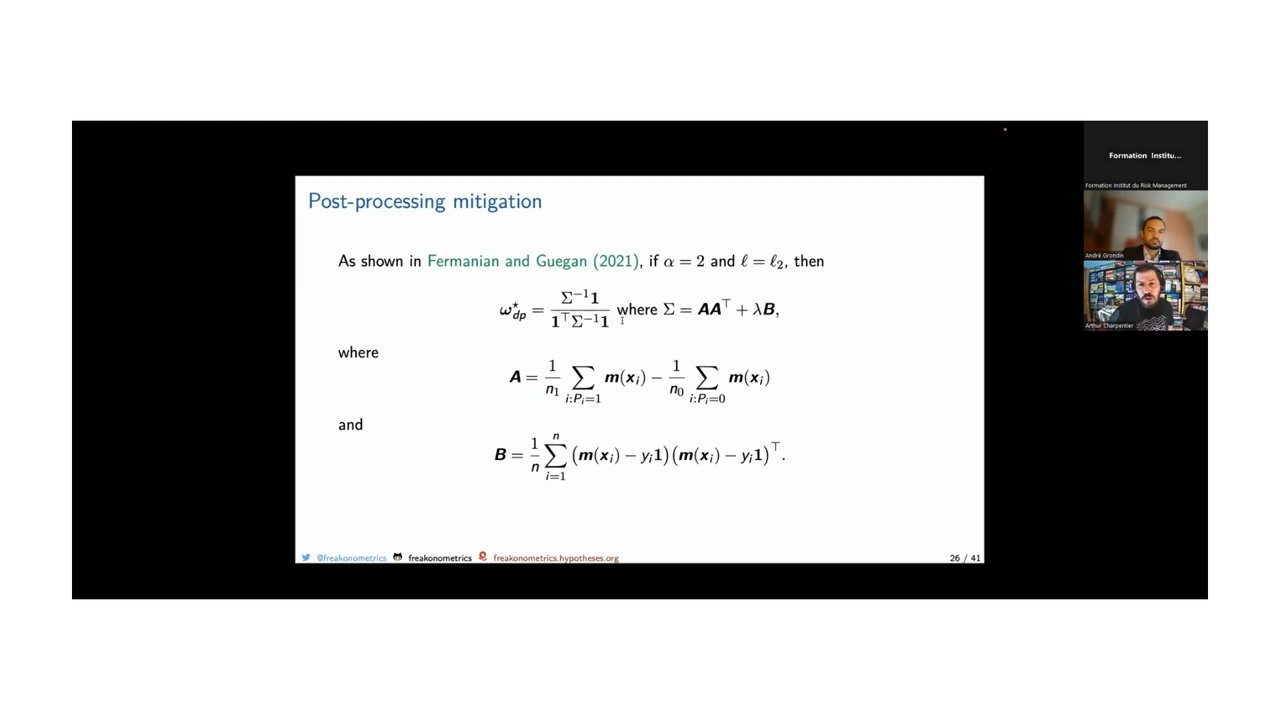 Post-processing mitigation
As shown in Fermanian and Guegan (2021), if α = 2 and ℓ = ℓ₂, then
ω*_dp = Σ⁻¹1 / 1⊤Σ⁻¹1 where Σ = AA⊤ + λB,
where
A = 1/n₁ ∑_{i:Pᵢ=1} m(xᵢ) − 1/n₀ ∑_{i:Pᵢ=0} m(xᵢ)
and
B = 1/n ∑_{i=1}^{n} (m(xᵢ) − yᵢ1)(m(xᵢ) − yᵢ1)⊤.
@freakonometrics freakonometrics freakonometrics.hypotheses.org 26 / 41
Formation Institu...
Formation Institut du Risk Management
André Grondin
Arthur Charpentier